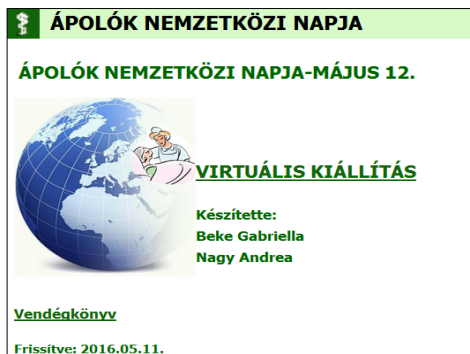 ÁPOLÓK NEMZETKÖZI NAPJA
ÁPOLÓK NEMZETKÖZI NAPJA-MÁJUS 12.
VIRTUÁLIS KIÁLLÍTÁS
Készítette:
Beke Gabriella
Nagy Andrea
Vendégkönyv
Frissítve: 2016.05.11.